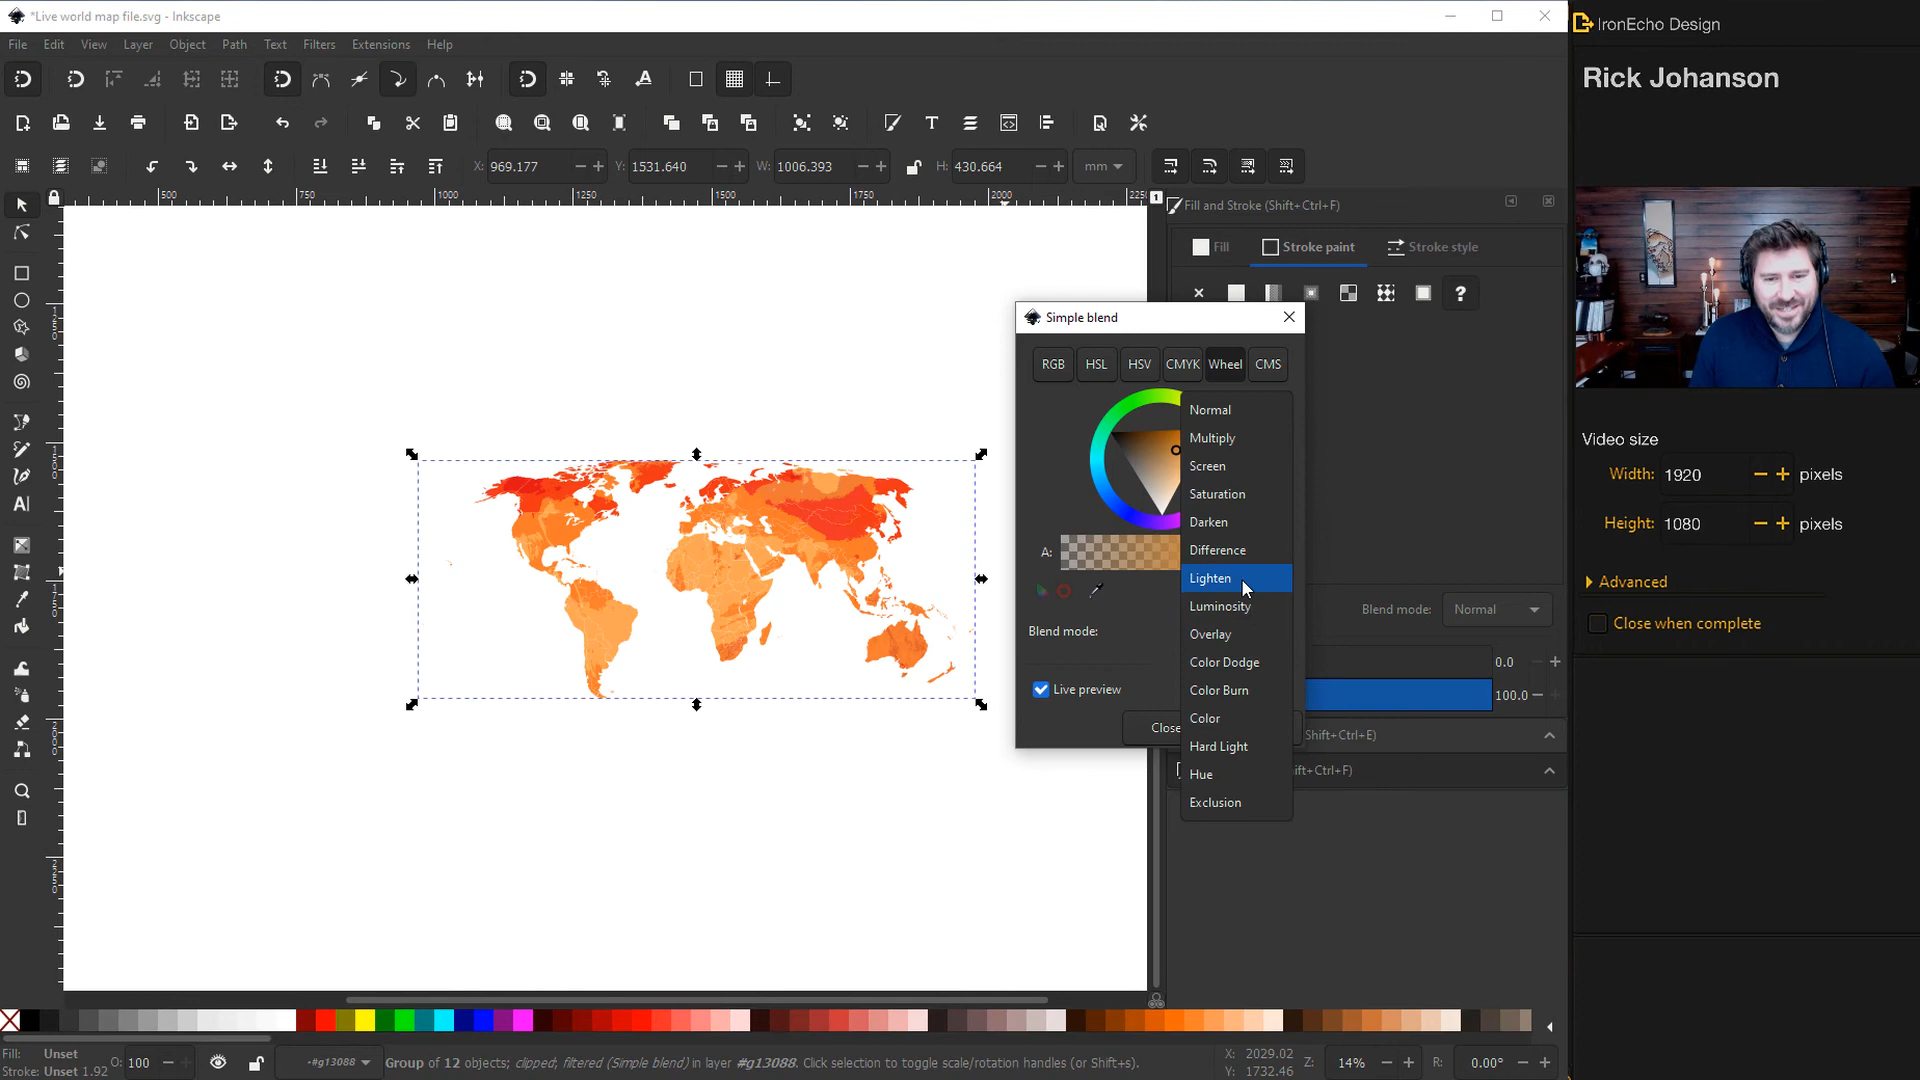 *Live world map file.svg - Inkscape
File Edit View Layer Object Path Text Filters Extensions Help
X: 969.177 Y: 1531.640 W: 1006.393 H: 430.664 mm
500 750 1000 1250 1500 1750 2000 2250
1
Fill and Stroke (Shift+Ctrl+F)
Fill Stroke paint Stroke style
?
Simple blend
RGB HSL HSV CMYK Wheel CMS
Normal
Multiply
Screen
Saturation
Darken
Difference
Lighten
Luminosity
Overlay
Color Dodge
Color Burn
Color
Hard Light
Hue
Exclusion
A:
Blend mode:
Live preview
Close
Blend mode: Normal
0.0
100.0
Shift+Ctrl+E)
ift+Ctrl+F)
IronEcho Design
Rick Johanson
Video size
Width: 1920 pixels
Height: 1080 pixels
Advanced
Close when complete
Fill: Unset
Stroke: Unset 1.92
O: 100
-#g13088
Group of 12 objects; clipped; filtered (Simple blend) in layer #g13088. Click selection to toggle scale/rotation handles (or Shift+s).
X: 2029.02
Y: 1732.46
Z: 14%
R: 0.00°